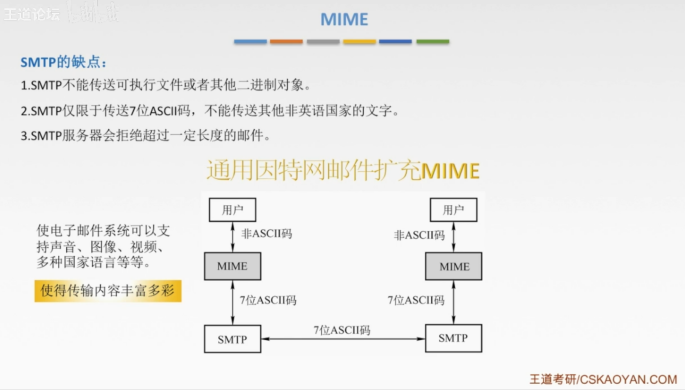 王道论坛
MIME
SMTP的缺点：
1.SMTP不能传送可执行文件或者其他二进制对象。
2.SMTP仅限于传送7位ASCII码，不能传送其他非英语国家的文字。
3.SMTP服务器会拒绝超过一定长度的邮件。
通用因特网邮件扩充MIME
用户
用户
非ASCII码
非ASCII码
使电子邮件系统可以支
持声音、图像、视频、
多种国家语言等等。
MIME
MIME
使得传输内容丰富多彩
7位ASCII码
7位ASCII码
7位ASCII码
SMTP
SMTP
王道考研/CSKAOYAN.COM